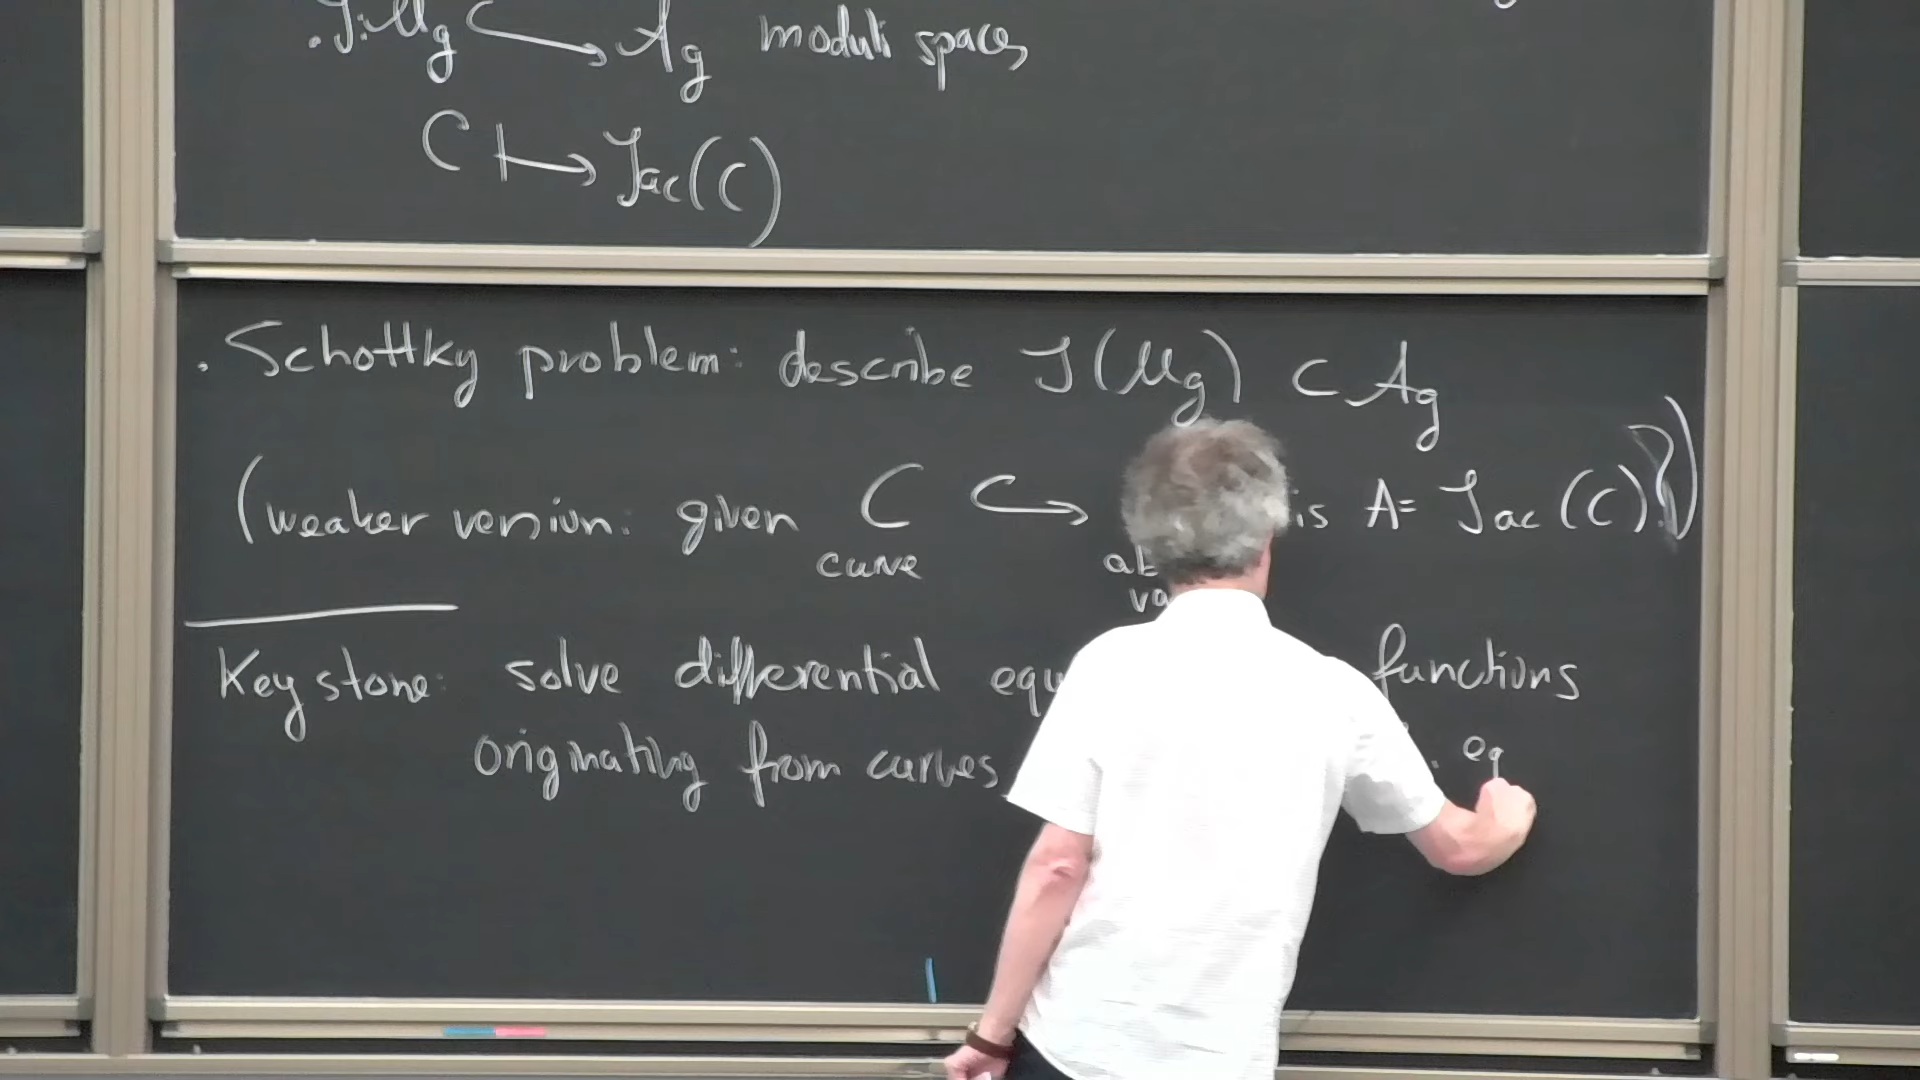 . J: Mg ↪ Ag moduli spaces
C ↦ Jac(C)
. Schottky problem: describe J(Mg) ⊂ Ag
(weaker version: given C ↪ is A= Jac(C)?)
curve
Keystone: solve differential functions
originating from curves eq